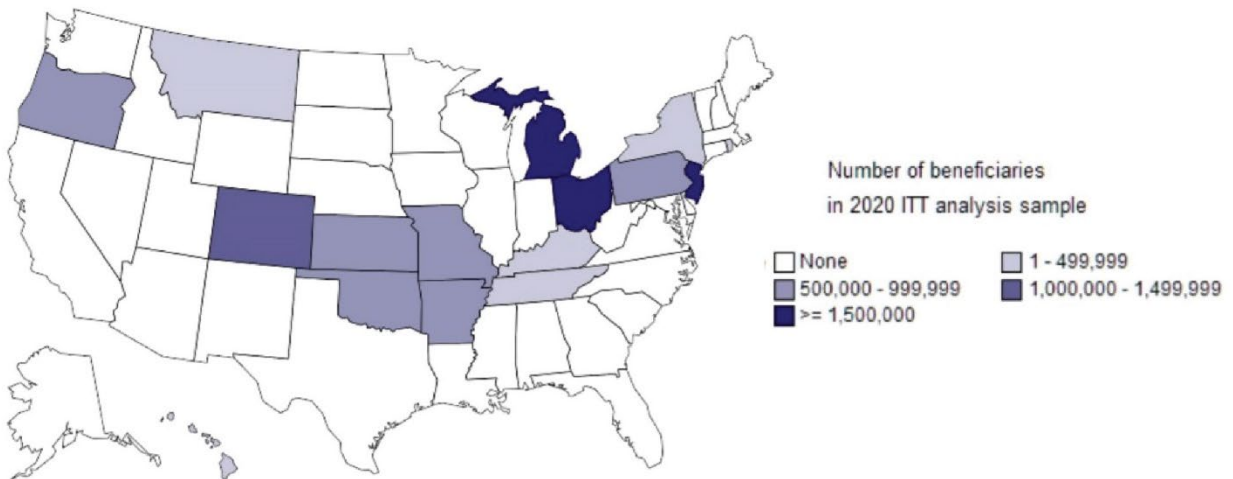 Number of beneficiaries
in 2020 ITT analysis sample
None
1 - 499,999
500,000 - 999,999
1,000,000 - 1,499,999
>= 1,500,000